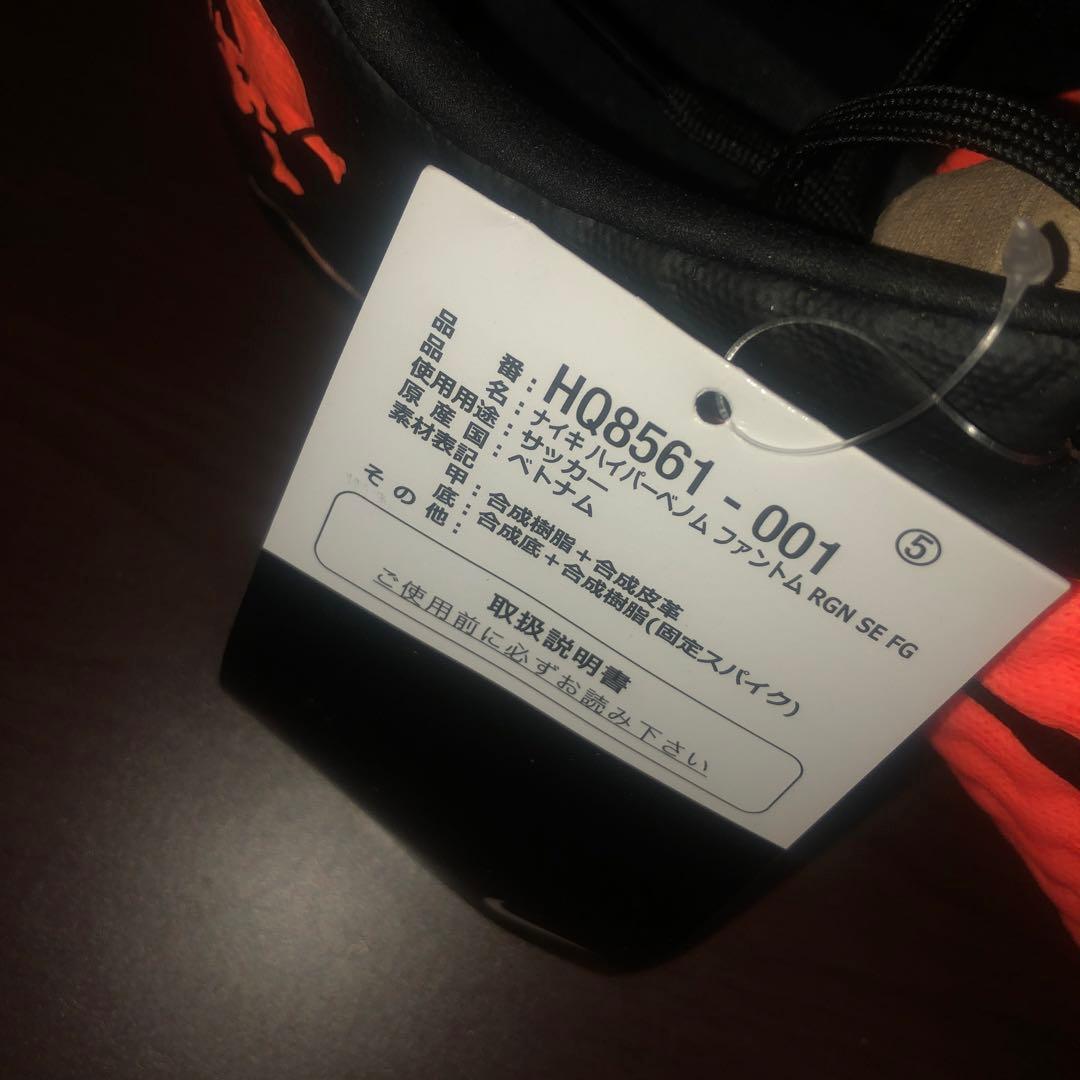 品番：HQ8561-001 ⑤
品名：ナイキ ハイパーベノム ファントム RGN SE FG
使用用途：サッカー
原産国：ベトナム
素材表記
甲：合成樹脂＋合成皮革
底：合成底＋合成樹脂(固定スパイク)
その他：
取扱説明書
ご使用前に必ずお読み下さい